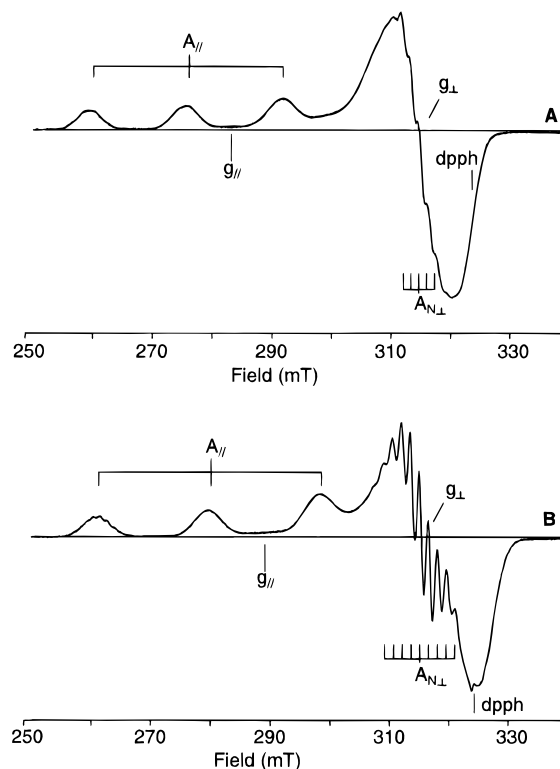 A//
g⊥
A
dpph
g//
AN⊥
250 270 290 310 330
Field (mT)
A//
g⊥
B
g//
AN⊥
dpph
250 270 290 310 330
Field (mT)